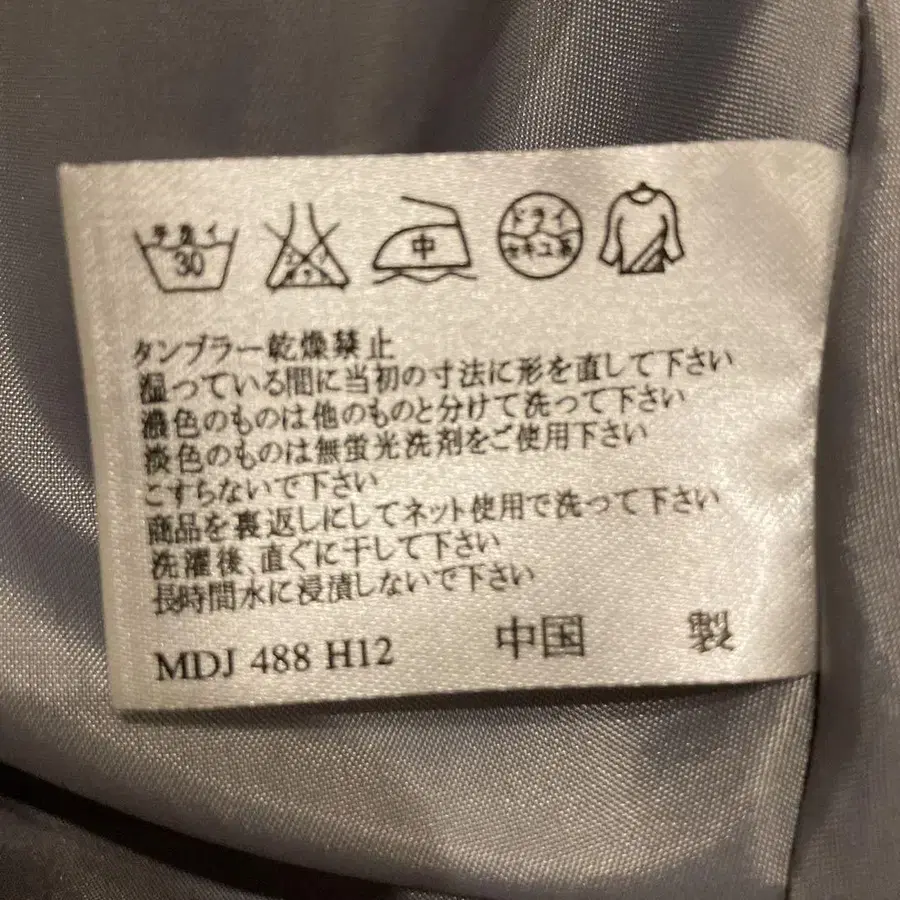 手洗イ
30
中
ドライ
セキユ系
タンブラー乾燥禁止
湿っている間に当初の寸法に形を直して下さい
濃色のものは他のものと分けて洗って下さい
淡色のものは無蛍光洗剤をご使用下さい
こすらないで下さい
商品を裏返しにしてネット使用で洗って下さい
洗濯後、直ぐに干して下さい
長時間水に浸漬しないで下さい
MDJ 488 H12 中国 製